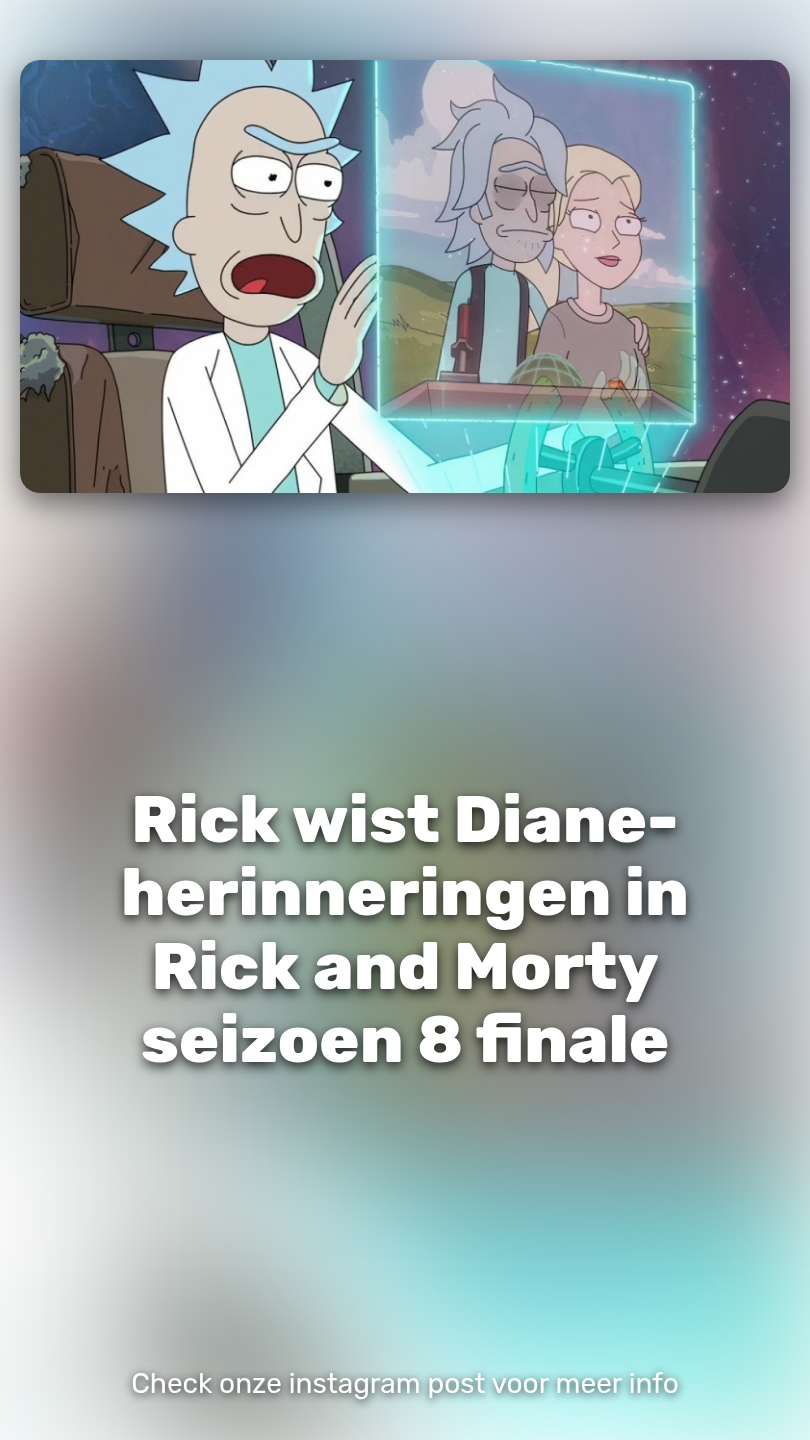 Rick wist Diane-
herinneringen in
Rick and Morty
seizoen 8 finale
Check onze instagram post voor meer info